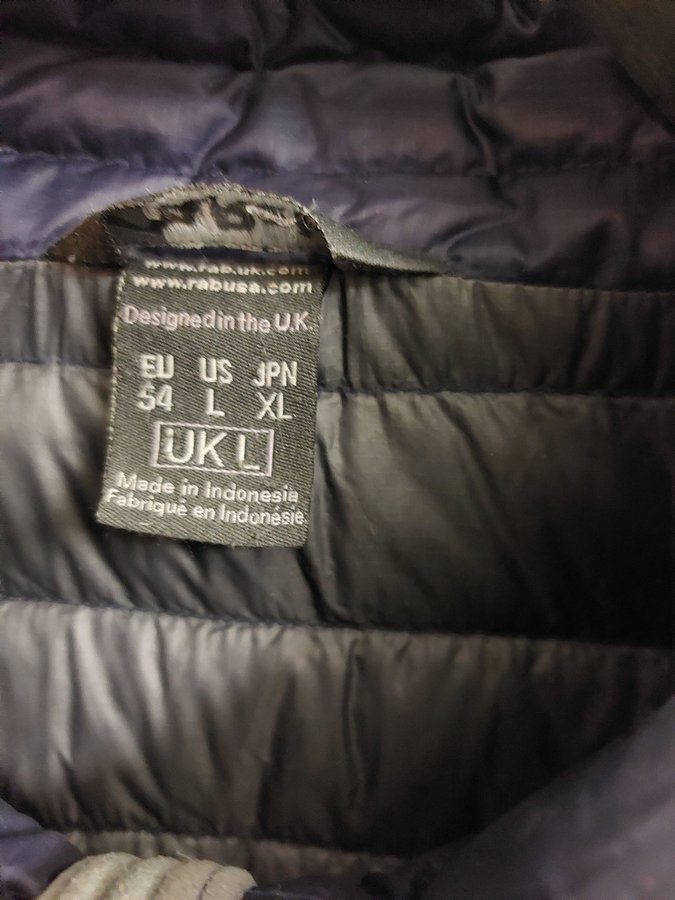 www.rab.uk.com
www.rabusa.com
Designed in the U.K.
EU US JPN
54 L XL
UK L
Made in Indonesia
Fabriqué en Indonésie